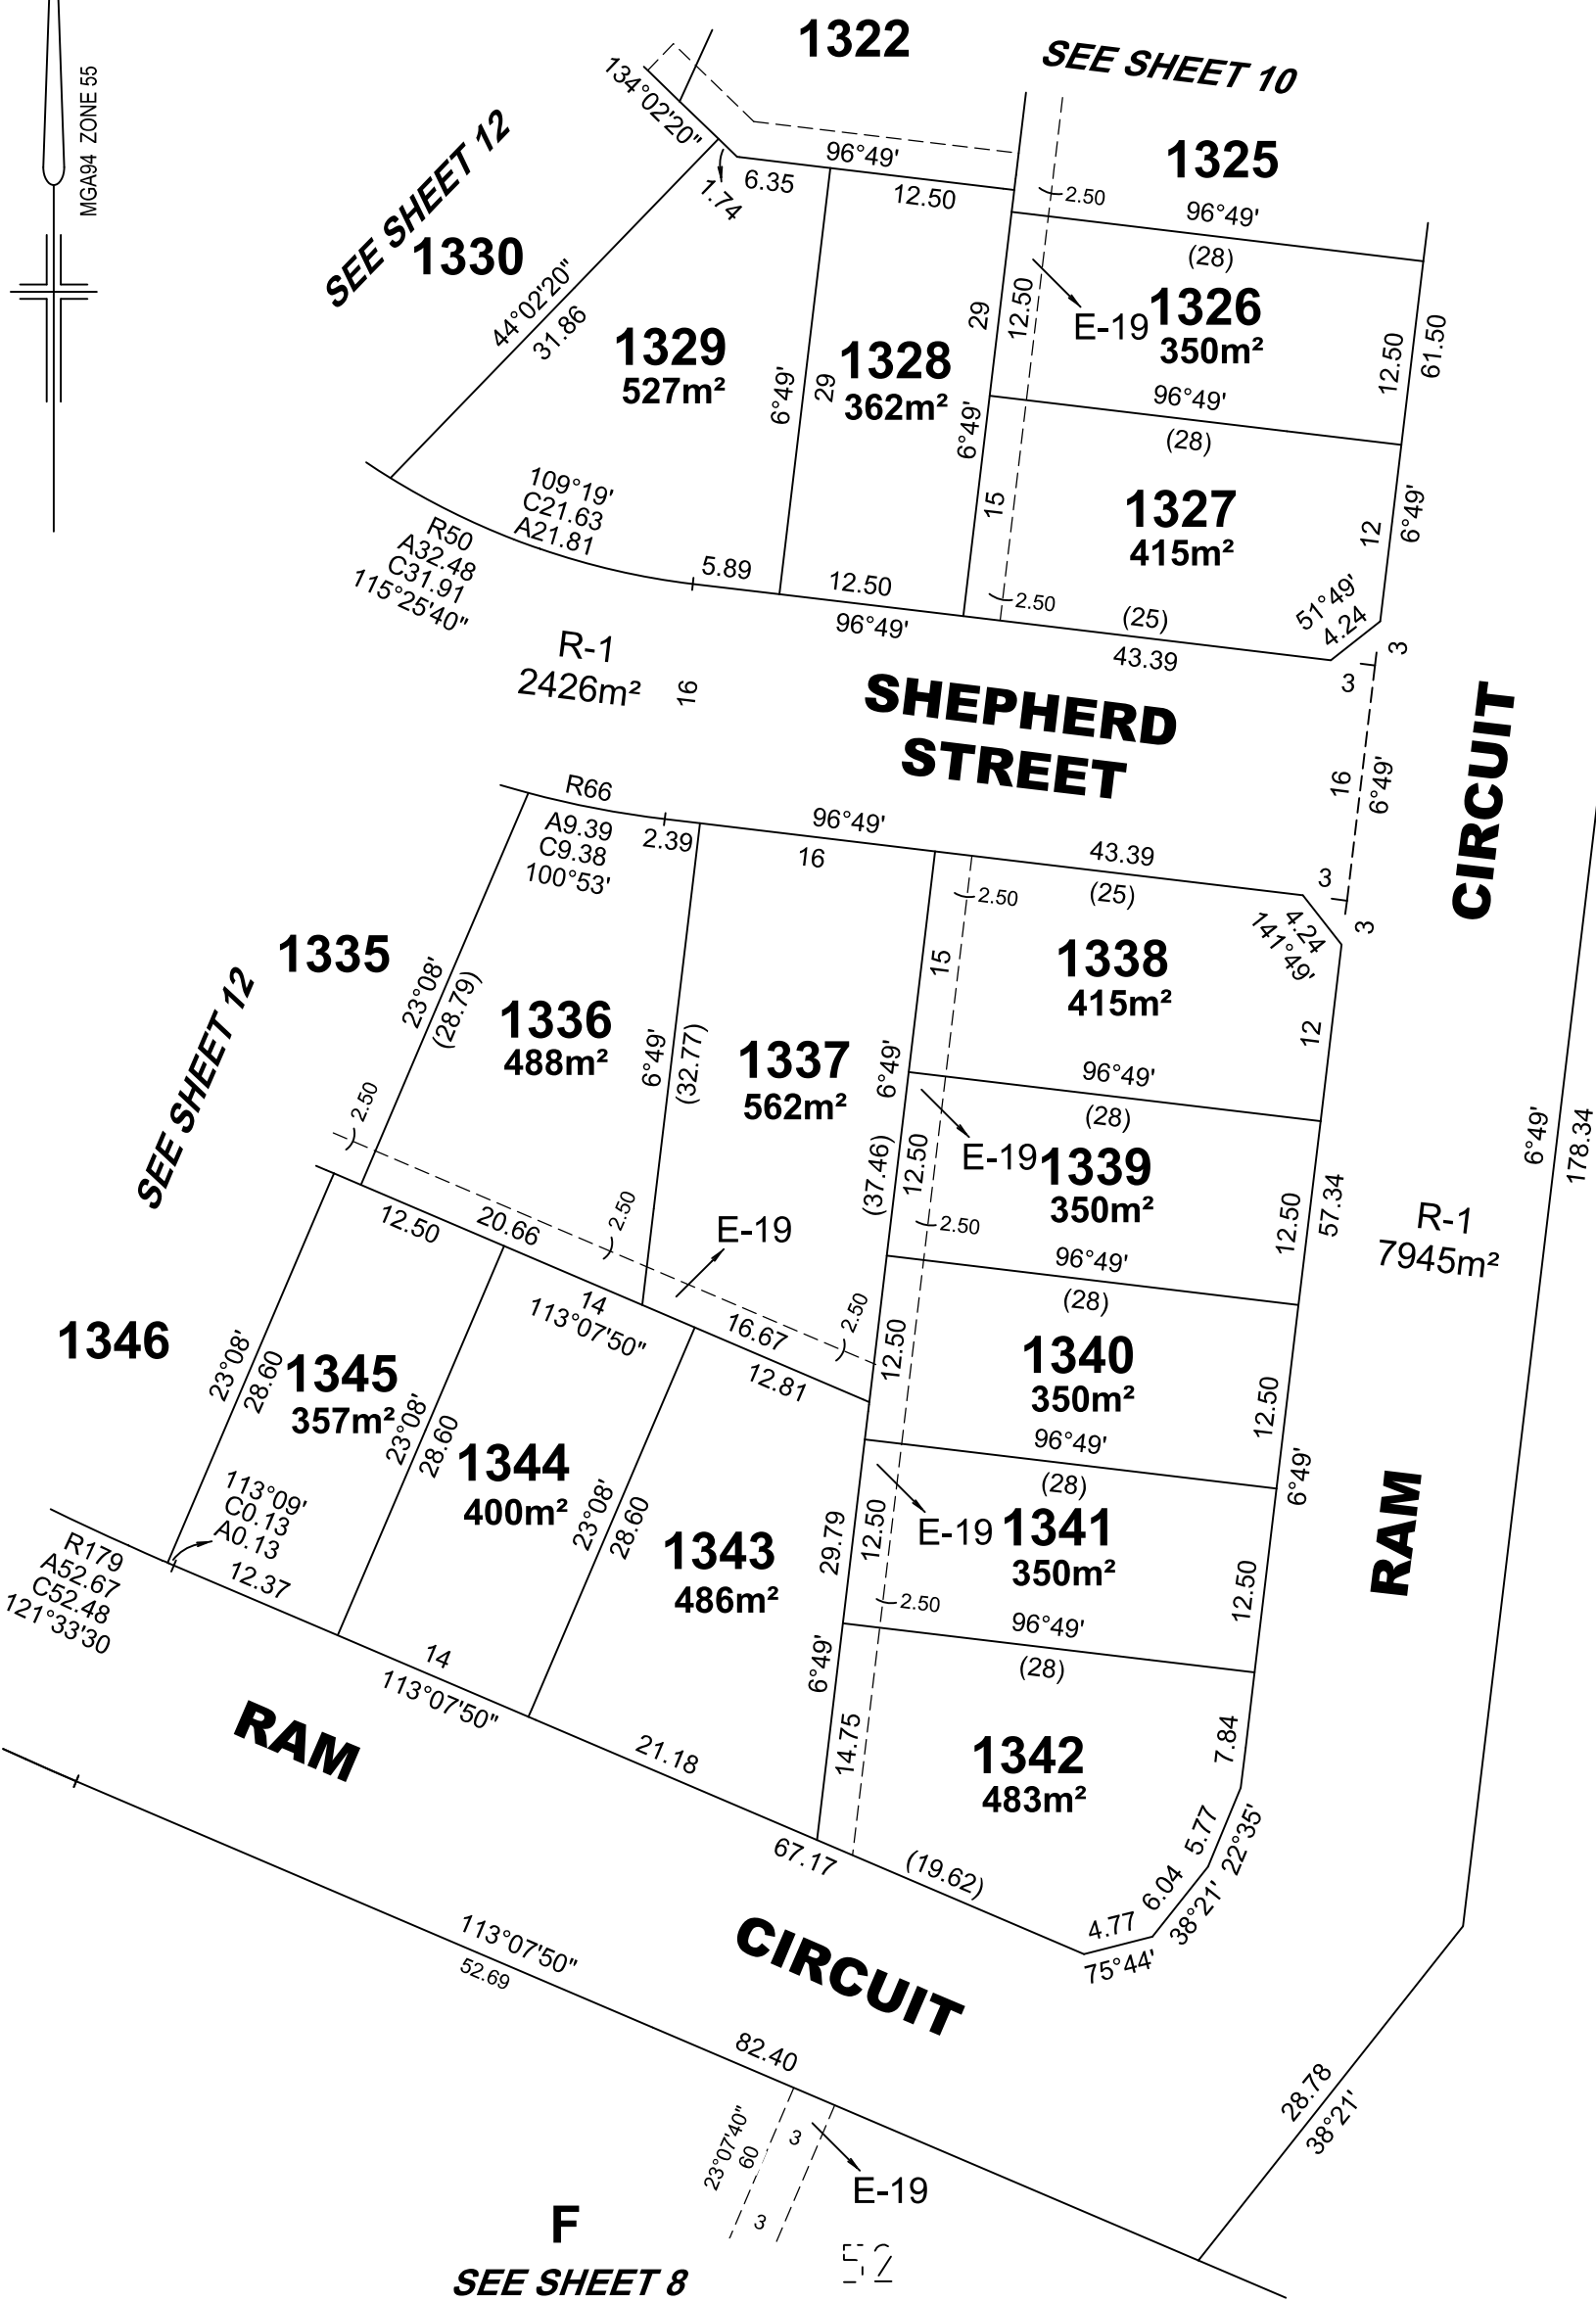 MGA94 ZONE 55
1322
SEE SHEET 10
134°02'20"
SEE SHEET 12
1330
1325
96°49'
6.35
12.50
1.74
2.50
96°49'
(28)
44°02'20"
31.86
1329
527m²
6°49'
29
1328
362m²
29
12.50
E-19
1326
350m²
12.50
61.50
6°49'
96°49'
(28)
15
1327
415m²
12
6°49'
109°19'
C21.63
A21.81
R50
A32.48
C31.91
115°25'40"
5.89
12.50
96°49'
2.50
(25)
43.39
51°49'
4.24
3
3
R-1
2426m²
16
SHEPHERD
STREET
16
6°49'
CIRCUIT
R66
A9.39
C9.38
100°53'
2.39
96°49'
16
43.39
(25)
2.50
3
3
4.24
141°49'
1335
SEE SHEET 12
23°08'
(28.79)
1336
488m²
6°49'
(32.77)
1337
562m²
15
6°49'
1338
415m²
12
96°49'
(28)
2.50
(37.46)
12.50
E-19
1339
350m²
2.50
12.50
57.34
6°49'
178.34
R-1
7945m²
12.50
20.66
2.50
E-19
14
113°07'50"
16.67
12.81
2.50
96°49'
(28)
12.50
1340
350m²
12.50
1346
23°08'
28.60
1345
357m²
23°08'
28.60
1344
400m²
23°08'
28.60
1343
486m²
96°49'
(28)
6°49'
29.79
12.50
E-19
1341
350m²
2.50
12.50
RAM
113°09'
C0.13
A0.13
12.37
R179
A52.67
C52.48
121°33'30
96°49'
(28)
6°49'
14
113°07'50"
21.18
14.75
1342
483m²
7.84
RAM
67.17
(19.62)
5.77
22°35'
6.04
38°21'
4.77
75°44'
113°07'50"
52.69
CIRCUIT
82.40
28.78
38°21'
23°07'40"
60
3
3
E-19
F
SEE SHEET 8
52